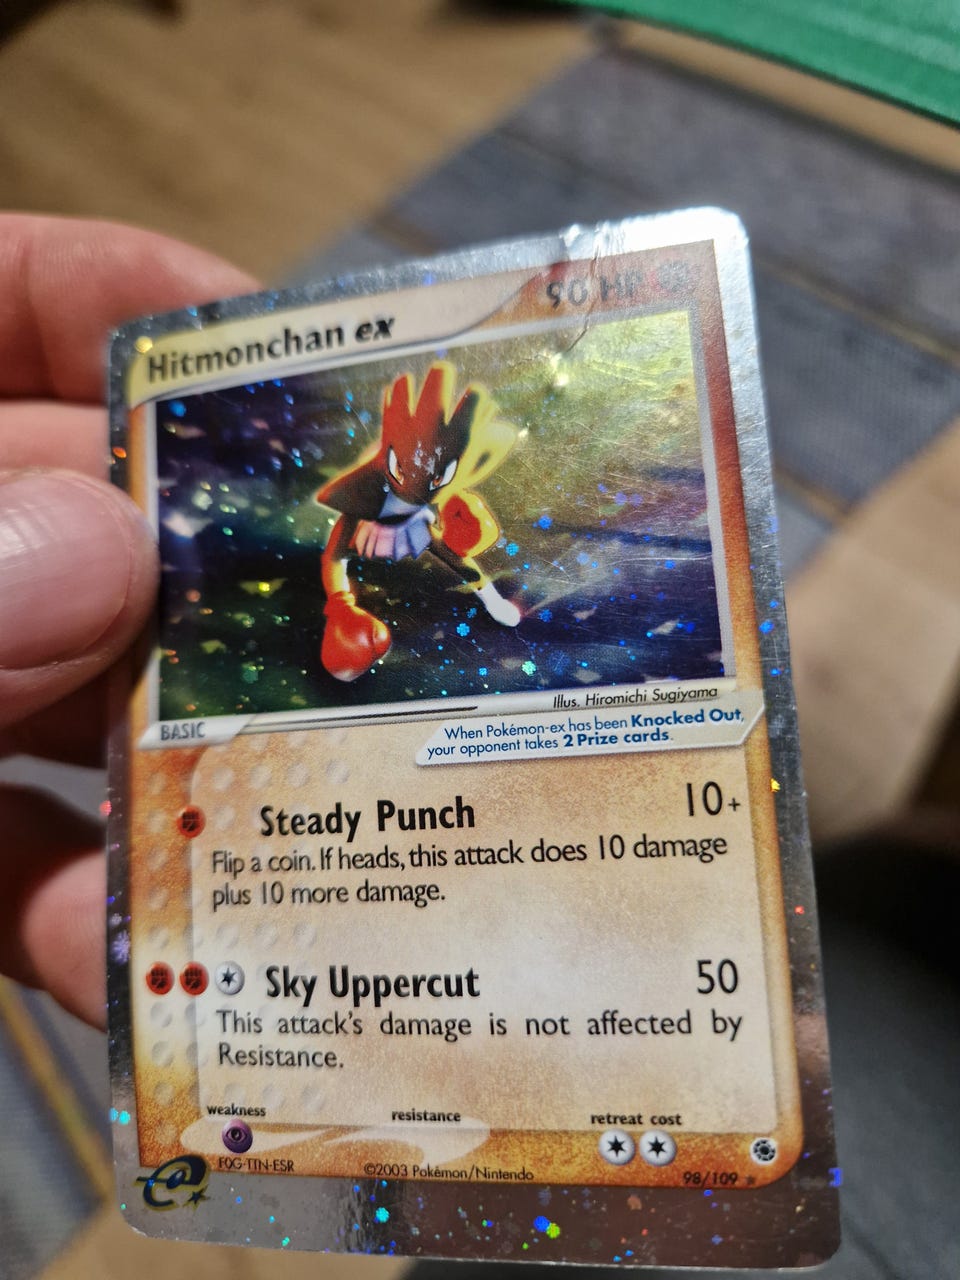 Hitmonchan ex 90 HP
Illus. Hiromichi Sugiyama
BASIC
When Pokémon-ex has been Knocked Out,
your opponent takes 2 Prize cards.
Steady Punch 10+
Flip a coin. If heads, this attack does 10 damage
plus 10 more damage.
Sky Uppercut 50
This attack's damage is not affected by
Resistance.
weakness resistance retreat cost
F0G-TTN-ESR
©2003 Pokémon/Nintendo
98/109